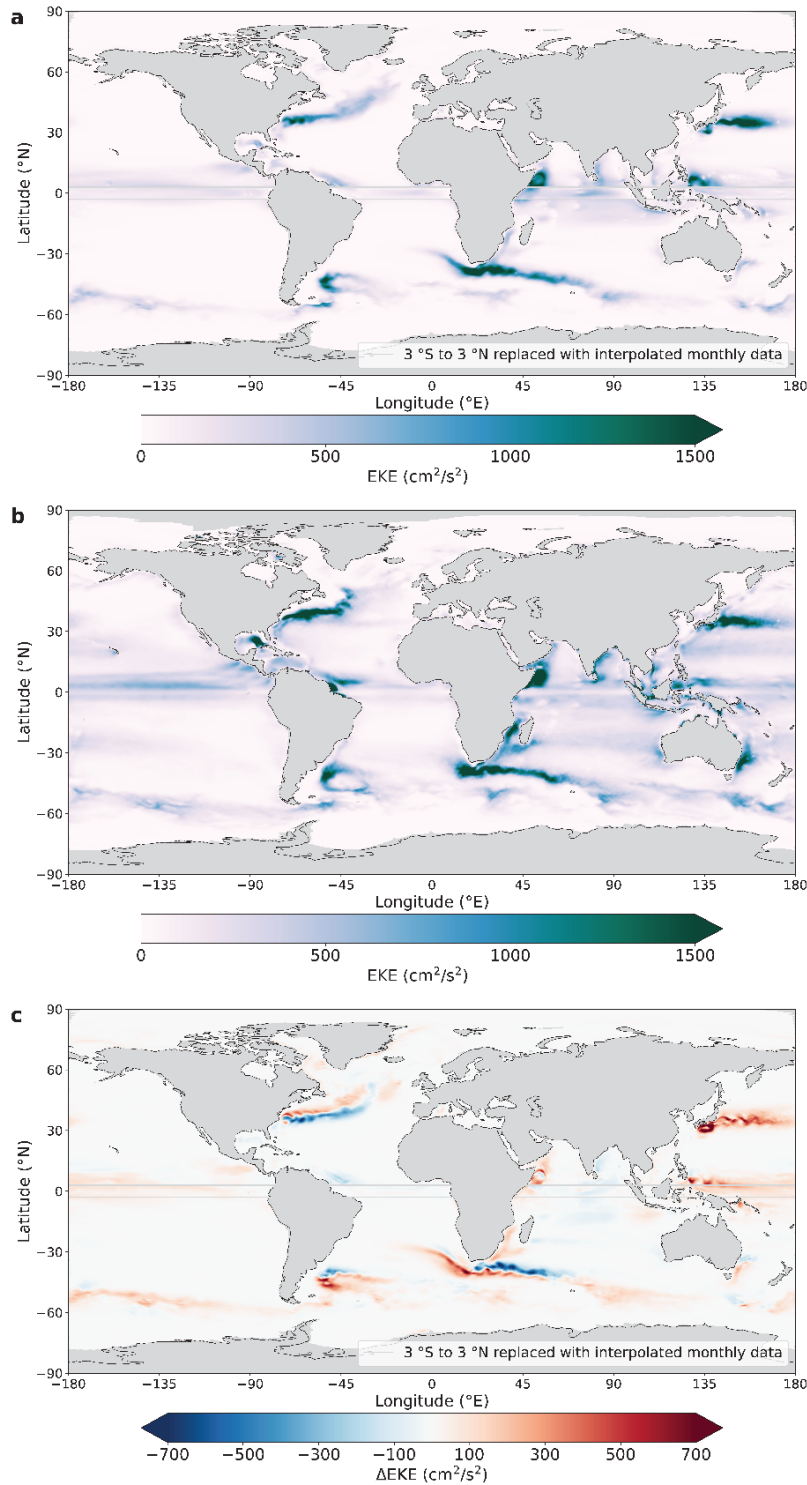 a
90
60
30
0
−30
−60
−90
Latitude (°N)
3 °S to 3 °N replaced with interpolated monthly data
−180 −135 −90 −45 0 45 90 135 180
Longitude (°E)
0 500 1000 1500
EKE (cm²/s²)
b
90
60
30
0
−30
−60
−90
Latitude (°N)
−180 −135 −90 −45 0 45 90 135 180
Longitude (°E)
0 500 1000 1500
EKE (cm²/s²)
c
90
60
30
0
−30
−60
−90
Latitude (°N)
3 °S to 3 °N replaced with interpolated monthly data
−180 −135 −90 −45 0 45 90 135 180
Longitude (°E)
−700 −500 −300 −100 100 300 500 700
ΔEKE (cm²/s²)